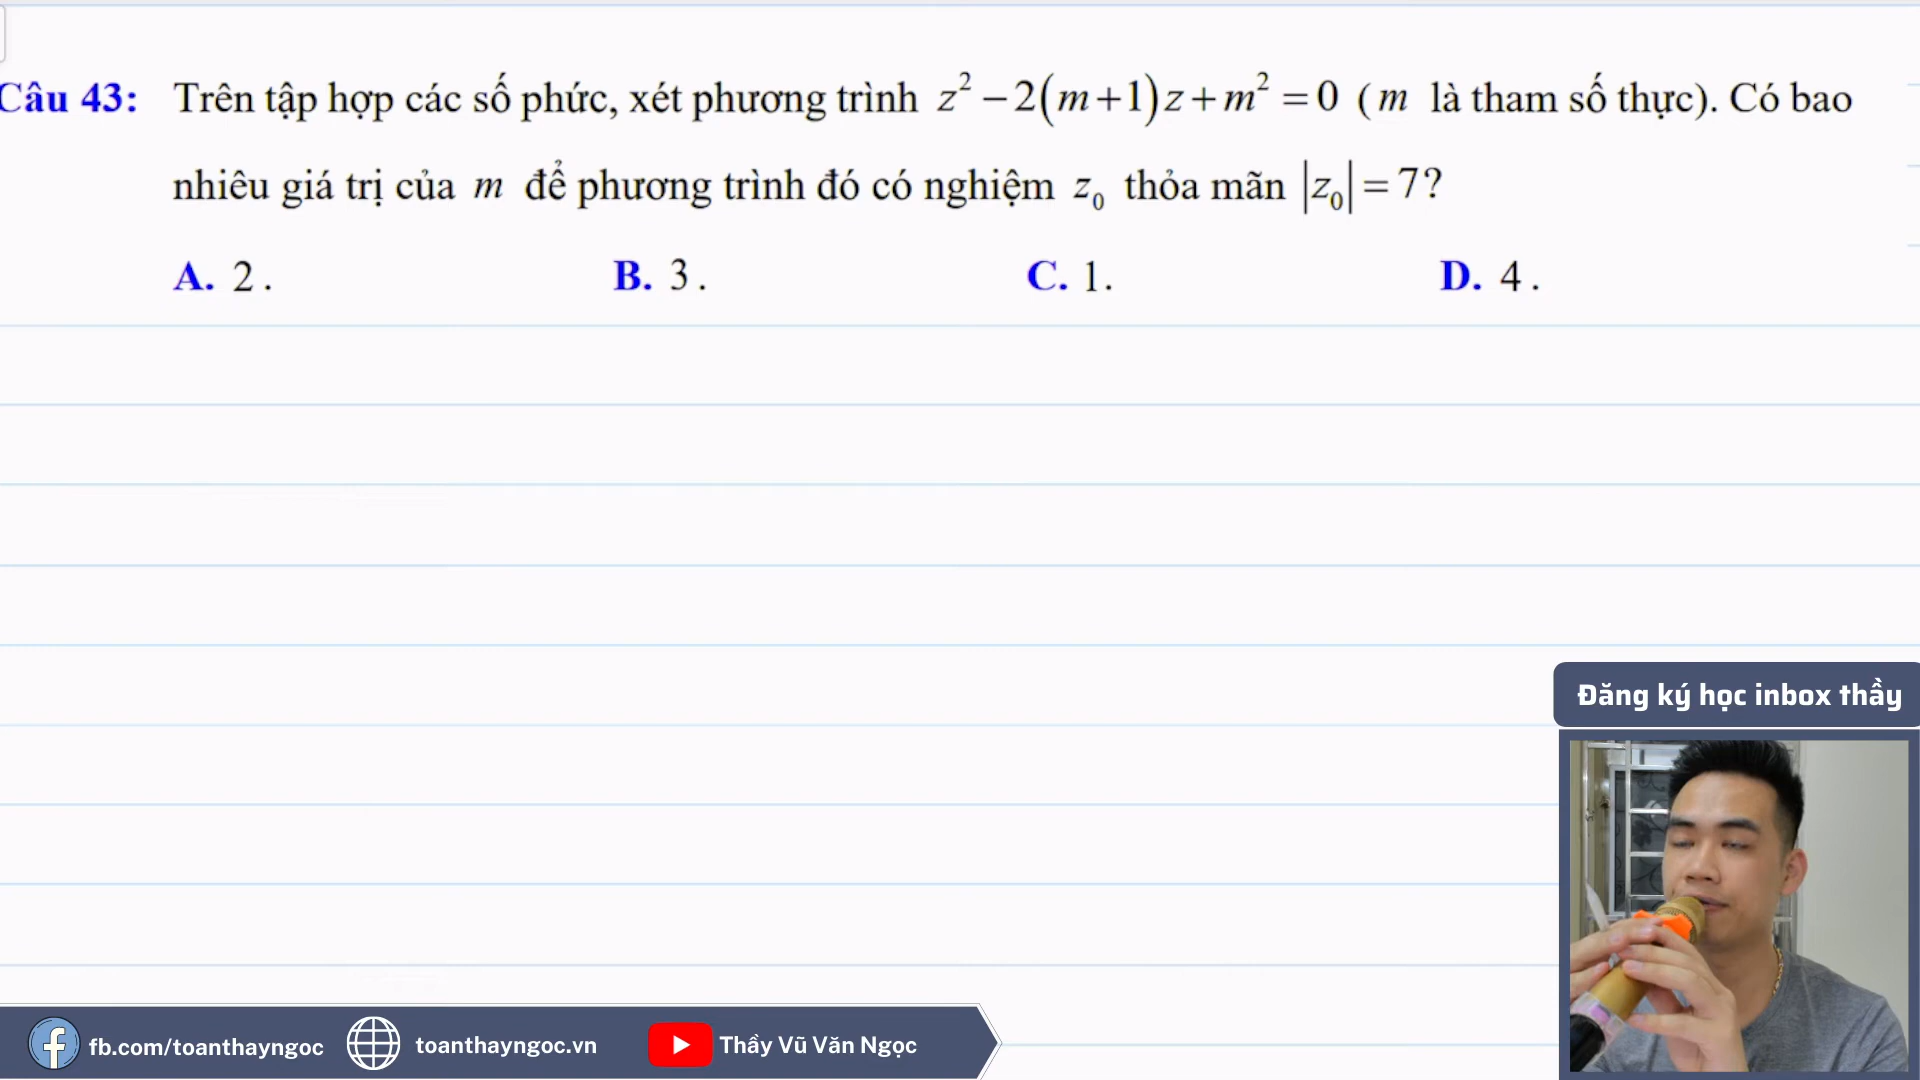 Câu 43: Trên tập hợp các số phức, xét phương trình z² − 2(m+1)z + m² = 0 ( m là tham số thực). Có bao
nhiêu giá trị của m để phương trình đó có nghiệm z₀ thỏa mãn |z₀| = 7?
A. 2 . B. 3 . C. 1. D. 4 .
Đăng ký học inbox thầy
fb.com/toanthayngoc toanthayngoc.vn Thầy Vũ Văn Ngọc